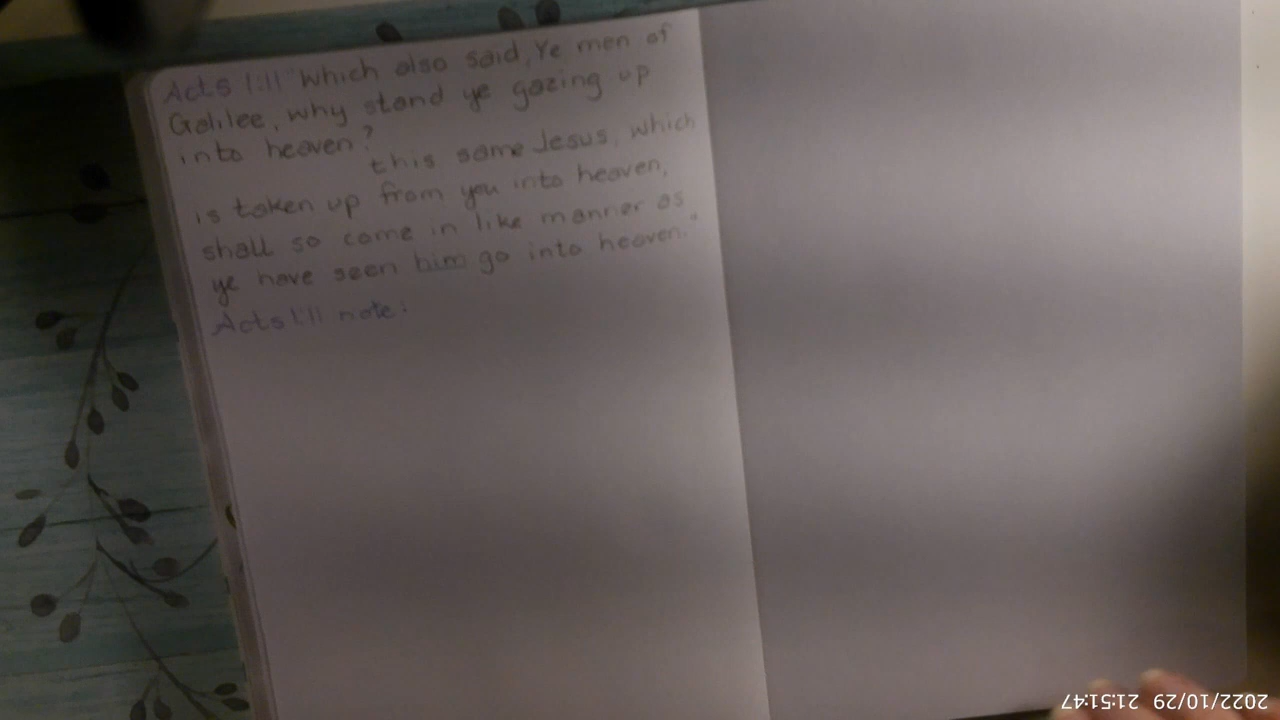 Acts 1:11 "Which also said, Ye men of
Galilee, why stand ye gazing up
into heaven?
this same Jesus, which
is taken up from you into heaven,
shall so come in like manner as
ye have seen him go into heaven."
Acts 1:11 note:
2022/10/29 21:51:47